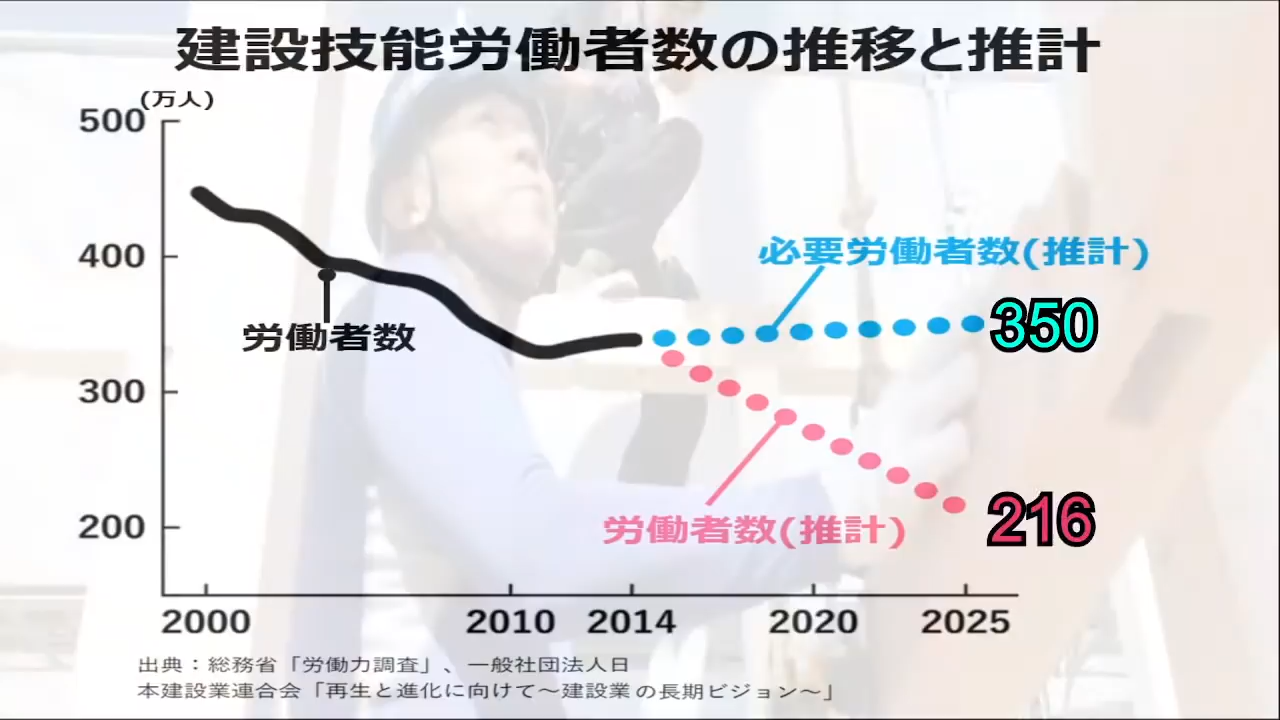 建設技能労働者数の推移と推計
(万人)
500
400
300
200
労働者数
必要労働者数(推計)
350
労働者数(推計)
216
2000 2010 2014 2020 2025
出典：総務省「労働力調査」、一般社団法人日
本建設業連合会「再生と進化に向けて～建設業の長期ビジョン～」